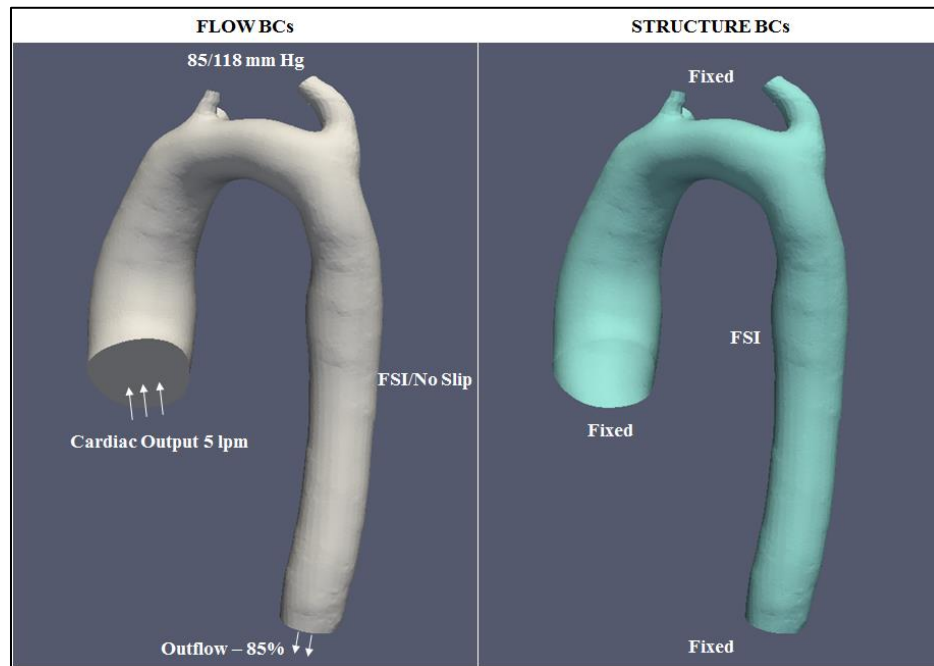 FLOW BCs
85/118 mm Hg
FSI/No Slip
Cardiac Output 5 lpm
Outflow – 85%
STRUCTURE BCs
Fixed
FSI
Fixed
Fixed